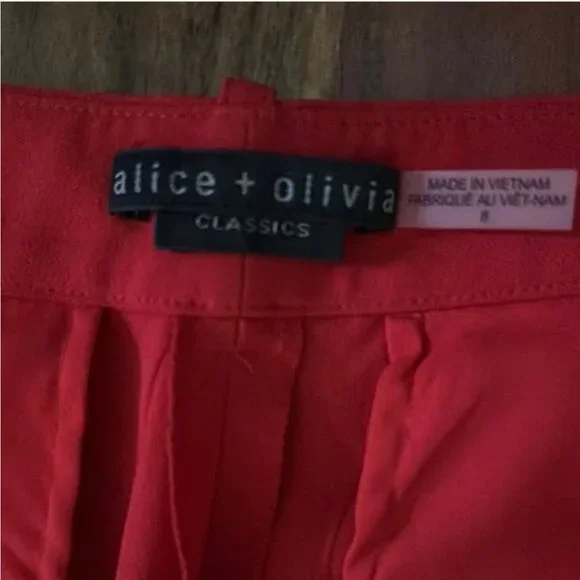 alice + olivia
CLASSICS
MADE IN VIETNAM
FABRIQUÉ AU VIÊT-NAM
8